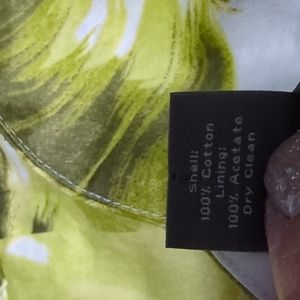 Shell:
100% Cotton
Lining:
100% Acetate
Dry Clean